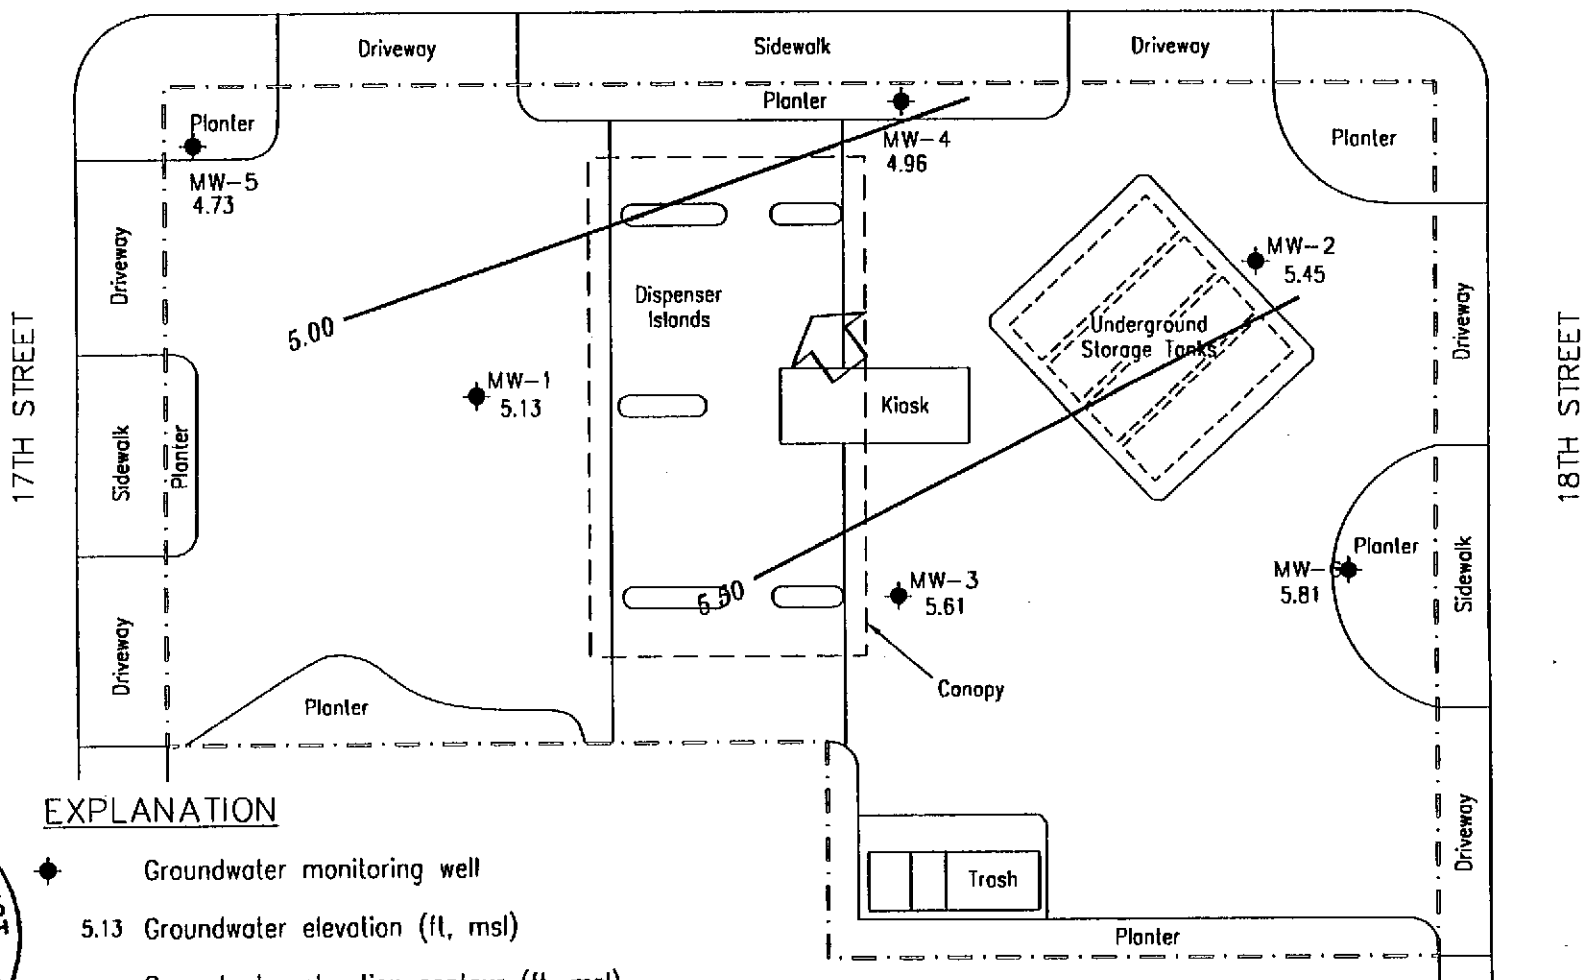 Driveway
Sidewalk
Driveway
Planter
Planter
Planter
MW-4
4.96
MW-5
4.73
MW-2
5.45
Driveway
Dispenser
Islands
Driveway
5.00
Underground
Storage Tanks
17TH STREET
18TH STREET
MW-1
5.13
Kiosk
Sidewalk
Planter
Planter
Sidewalk
MW-6
5.81
5.50
MW-3
5.61
Driveway
Canopy
Planter
EXPLANATION
Groundwater monitoring well
Driveway
Trash
5.13 Groundwater elevation (ft, msl)
Planter